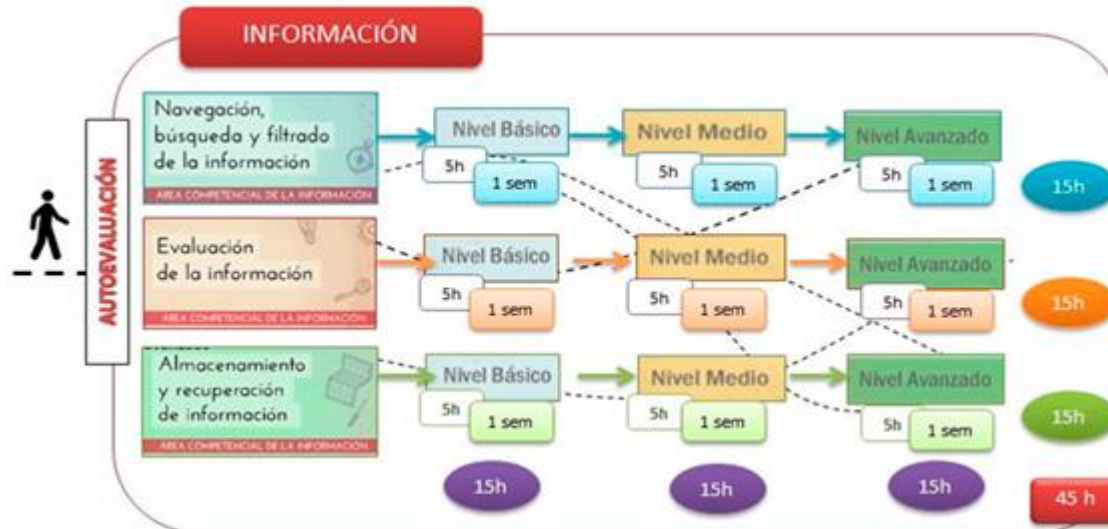 INFORMACIÓN
AUTOEVALUACIÓN
Navegación,
búsqueda y filtrado
de la información
ÁREA COMPETENCIAL DE LA INFORMACIÓN
Nivel Básico
5h
1 sem
Nivel Medio
5h
1 sem
Nivel Avanzado
5h
1 sem
15h
Evaluación
de la información
ÁREA COMPETENCIAL DE LA INFORMACIÓN
Nivel Básico
5h
1 sem
Nivel Medio
5h
1 sem
Nivel Avanzado
5h
1 sem
15h
Almacenamiento
y recuperación
de información
ÁREA COMPETENCIAL DE LA INFORMACIÓN
Nivel Básico
5h
1 sem
Nivel Medio
5h
1 sem
Nivel Avanzado
5h
1 sem
15h
15h
15h
15h
45 h